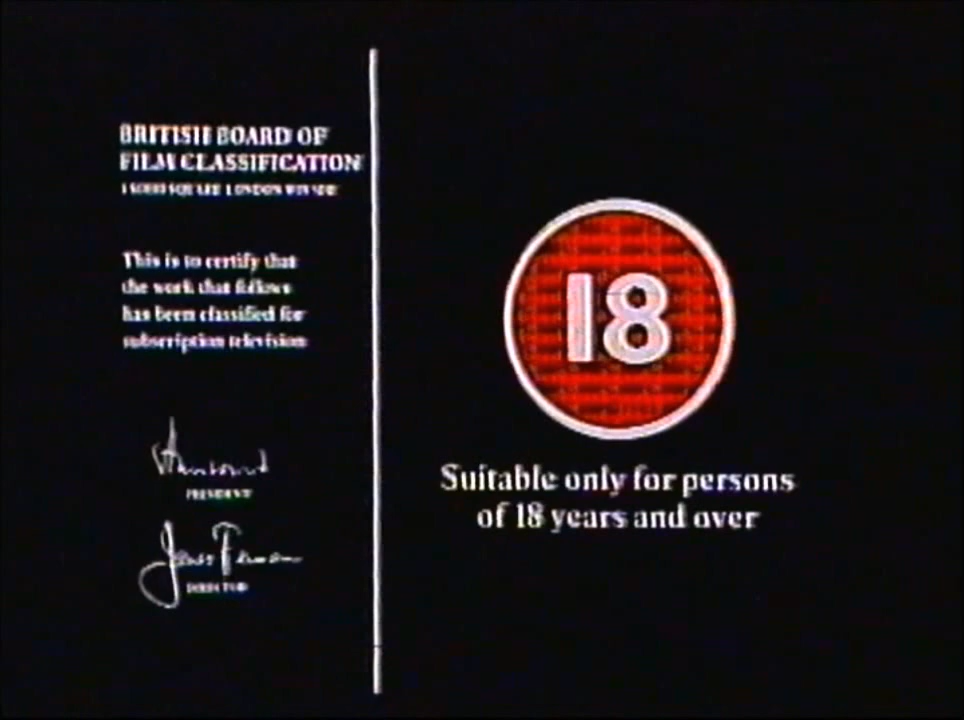 BRITISH BOARD OF
FILM CLASSIFICATION
This is to certify that
the work that follows
has been classified for
subscription television
PRESIDENT
DIRECTOR
18
Suitable only for persons
of 18 years and over